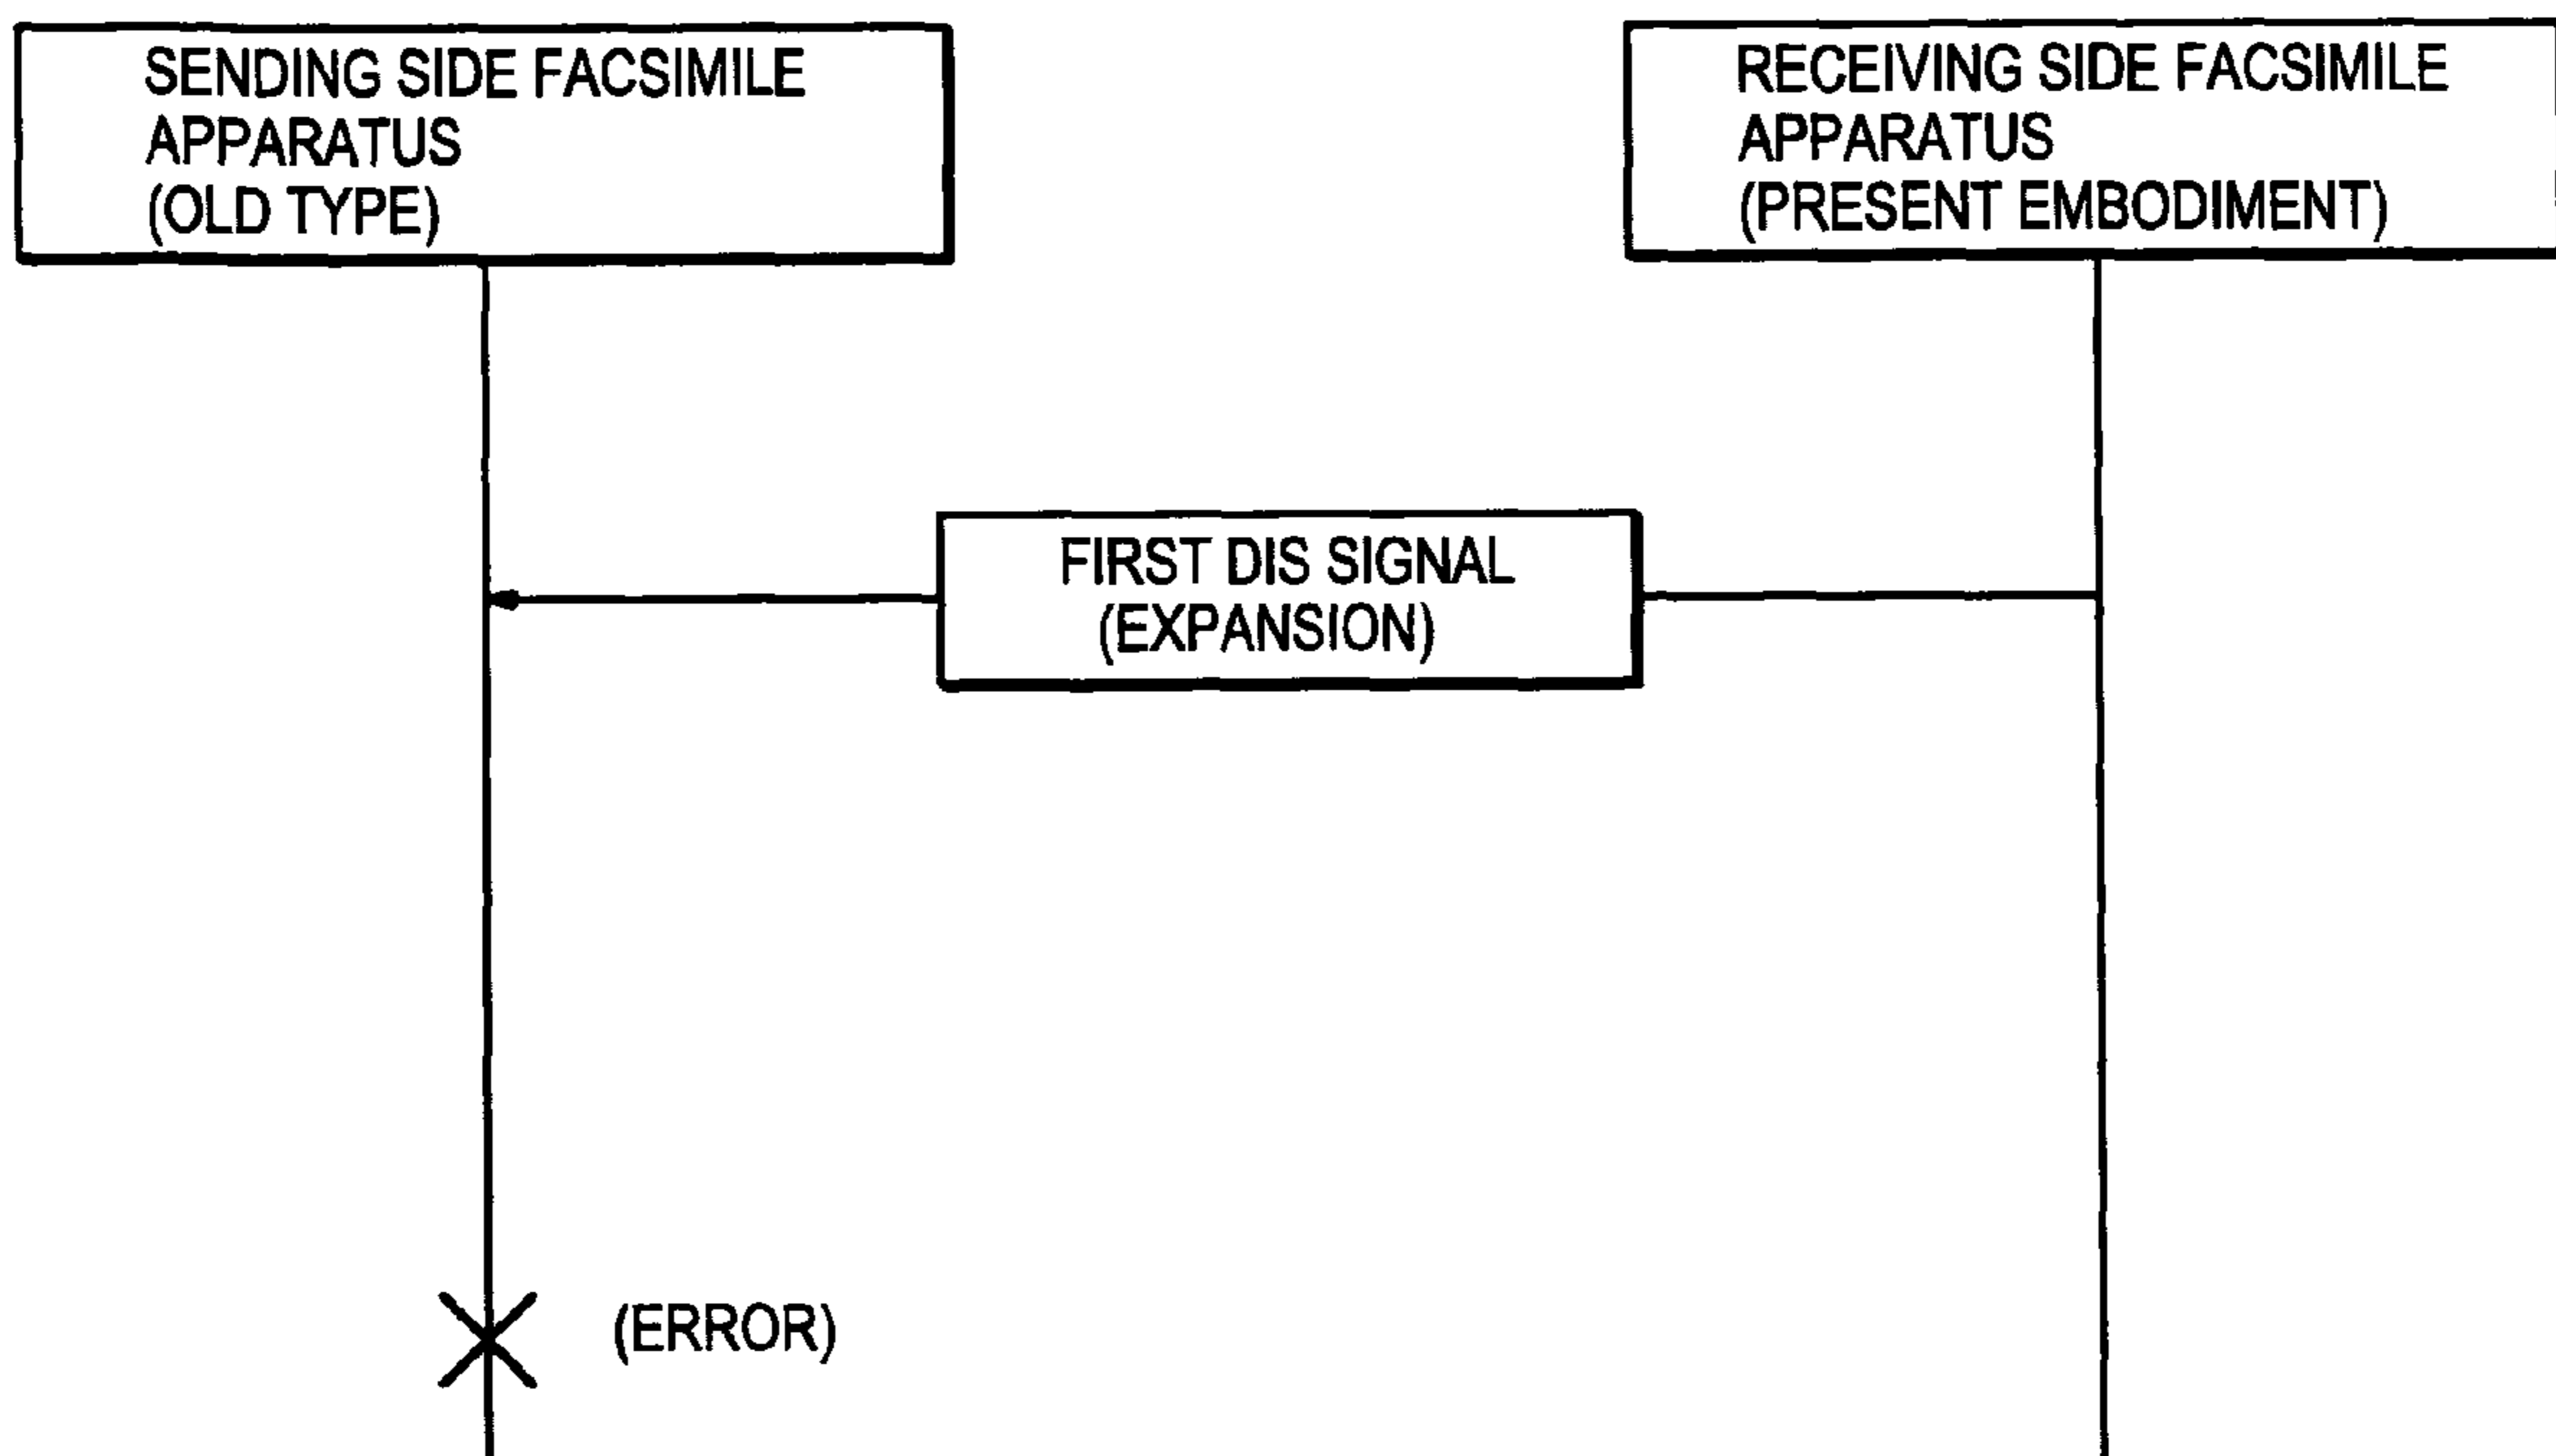 SENDING SIDE FACSIMILE
APPARATUS
(OLD TYPE)
RECEIVING SIDE FACSIMILE
APPARATUS
(PRESENT EMBODIMENT)
FIRST DIS SIGNAL
(EXPANSION)
(ERROR)